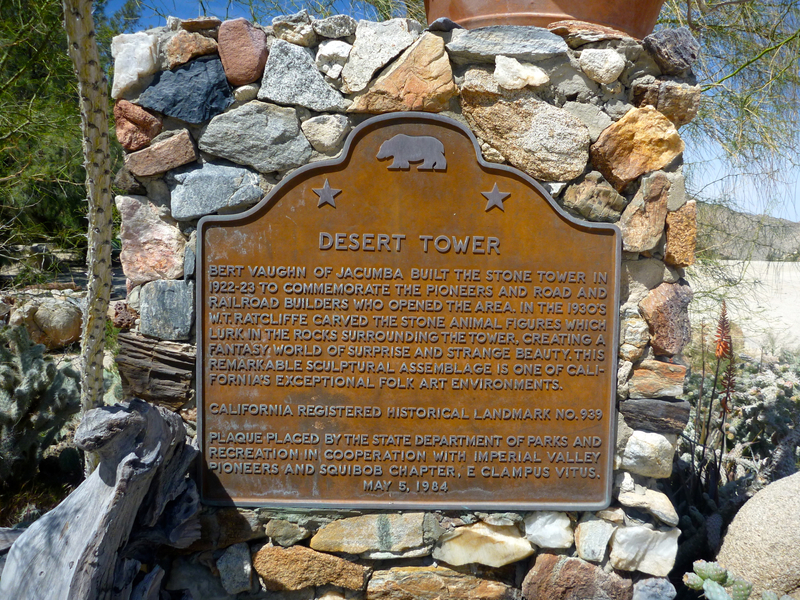 DESERT TOWER
BERT VAUGHN OF JACUMBA BUILT THE STONE TOWER IN
1922-23 TO COMMEMORATE THE PIONEERS AND ROAD AND
RAILROAD BUILDERS WHO OPENED THE AREA. IN THE 1930'S
W.T. RATCLIFFE CARVED THE STONE ANIMAL FIGURES WHICH
LURK IN THE ROCKS SURROUNDING THE TOWER, CREATING A
FANTASY WORLD OF SURPRISE AND STRANGE BEAUTY. THIS
REMARKABLE SCULPTURAL ASSEMBLAGE IS ONE OF CALI-
FORNIA'S EXCEPTIONAL FOLK ART ENVIRONMENTS.
CALIFORNIA REGISTERED HISTORICAL LANDMARK NO. 939
PLAQUE PLACED BY THE STATE DEPARTMENT OF PARKS AND
RECREATION IN COOPERATION WITH IMPERIAL VALLEY
PIONEERS AND SQUIBOB CHAPTER, E CLAMPUS VITUS,
MAY 5, 1984